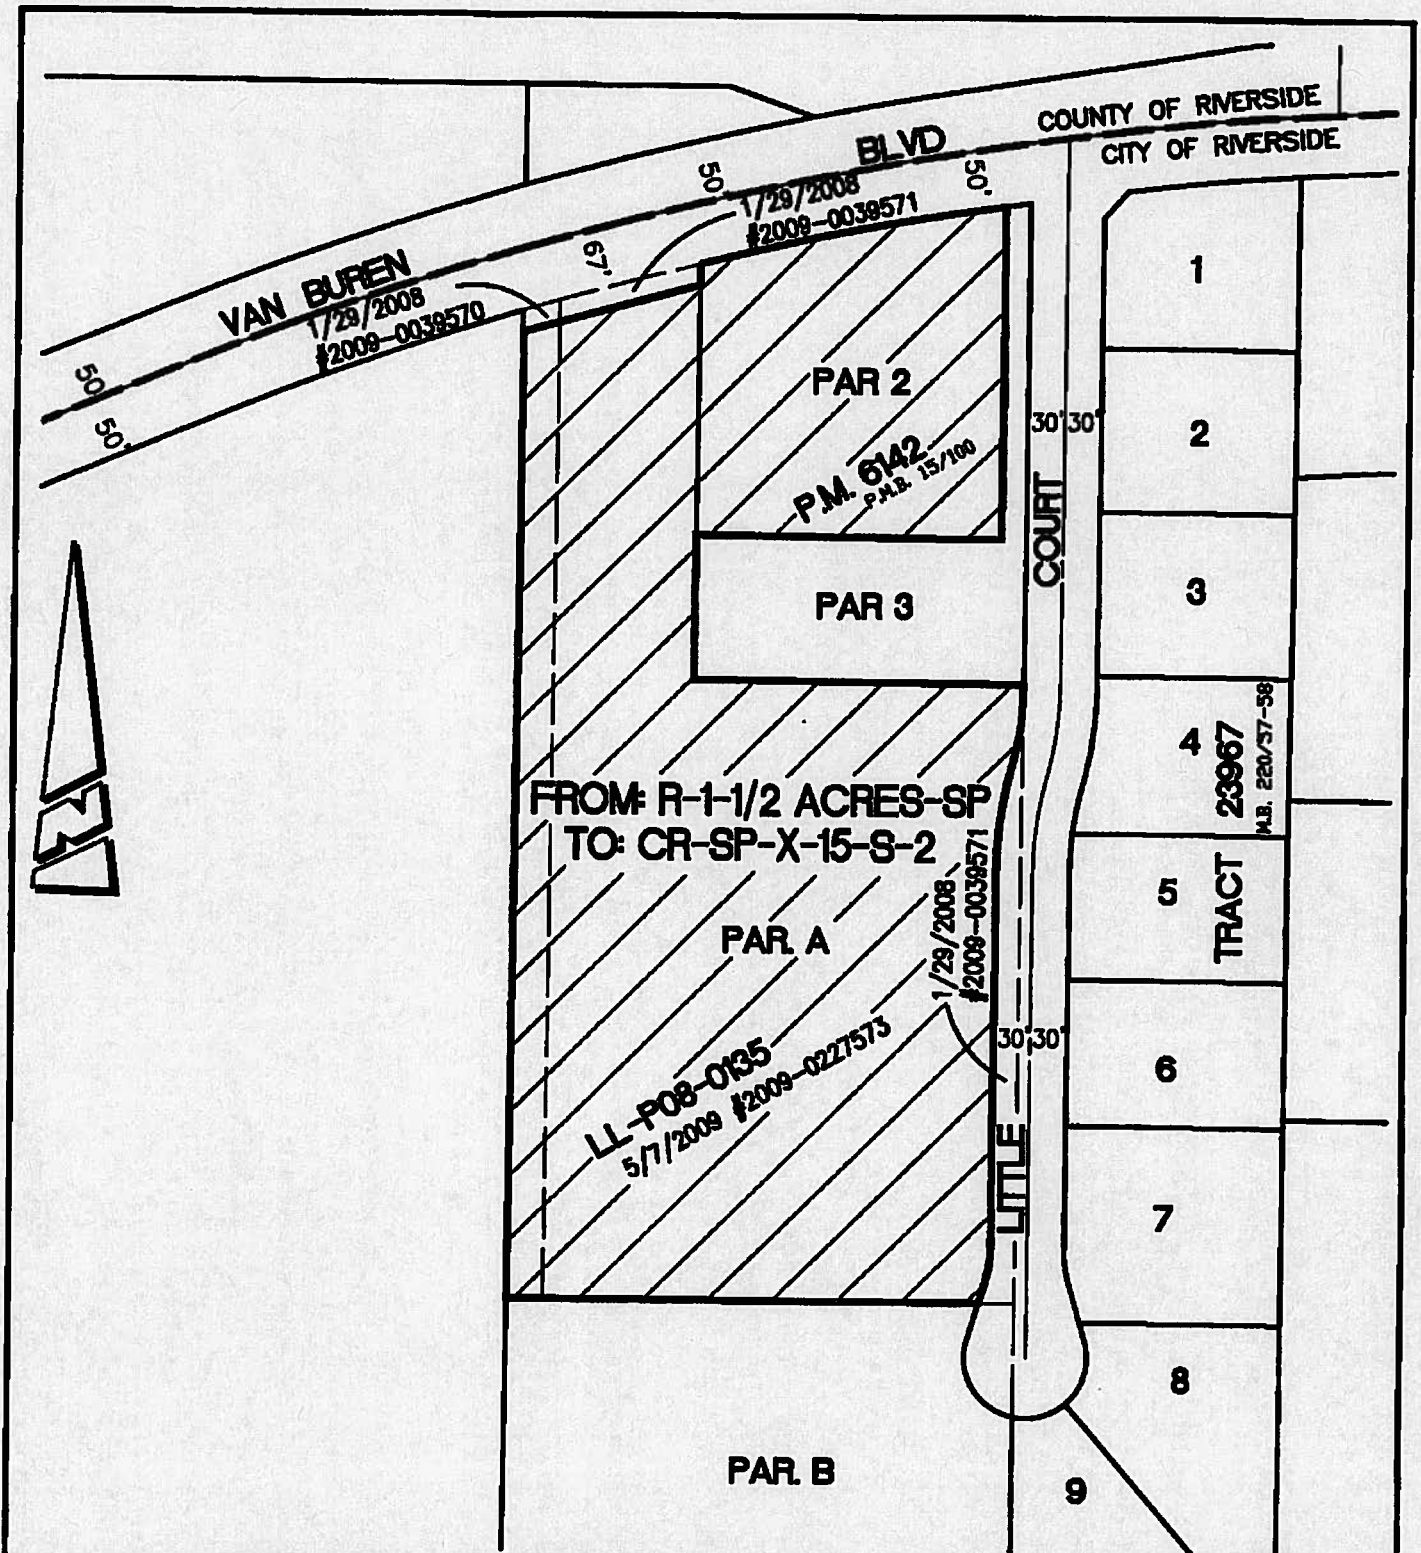 COUNTY OF RIVERSIDE
CITY OF RIVERSIDE
VAN BUREN BLVD
50'
50'
1/29/2008
#2009-0039571
67'
1/29/2008
#2009-0039570
50'
50'
1
PAR 2
P.M. 6142
P.M.B. 15/100
30' 30'
2
COURT
3
PAR 3
4
TRACT 23967
M.B. 220/57-58
FROM: R-1-1/2 ACRES-SP
TO: CR-SP-X-15-S-2
1/29/2008
#2009-0039571
5
PAR. A
LL-P08-0135
5/7/2009 #2009-0227573
30' 30'
6
LITTLE
7
8
PAR. B
9
N